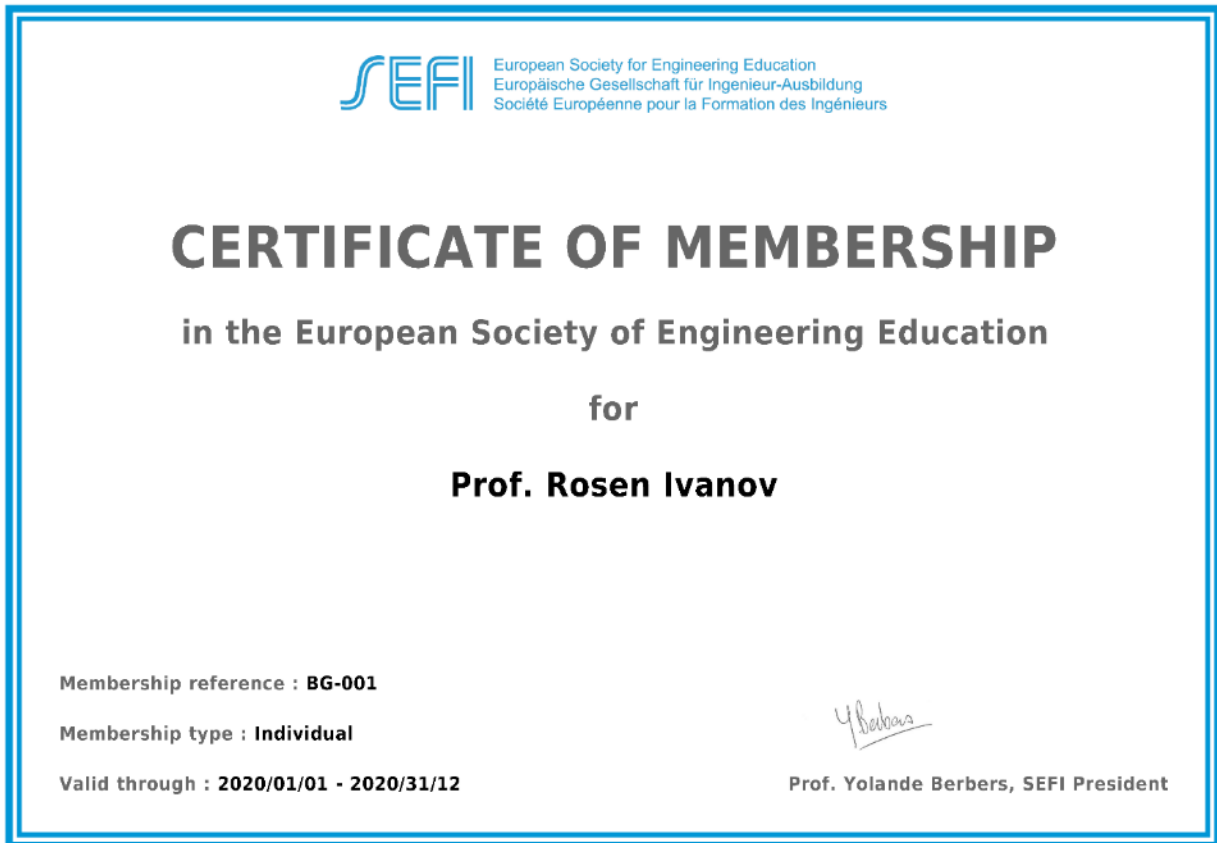 SEFI
European Society for Engineering Education
Europäische Gesellschaft für Ingenieur-Ausbildung
Société Européenne pour la Formation des Ingénieurs
CERTIFICATE OF MEMBERSHIP
in the European Society of Engineering Education
for
Prof. Rosen Ivanov
Membership reference : BG-001
Membership type : Individual
Valid through : 2020/01/01 - 2020/31/12
Y Berbers
Prof. Yolande Berbers, SEFI President